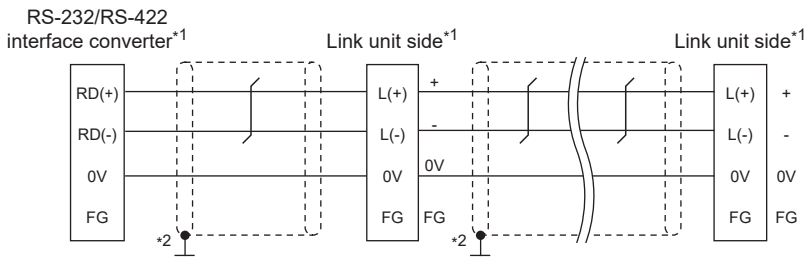 RS-232/RS-422
interface converter*1
Link unit side*1
Link unit side*1
RD(+)
L(+)
+
L(+)
+
RD(-)
L(-)
-
L(-)
-
0V
0V
0V
0V
0V
FG
FG
FG
FG
FG
*2
*2